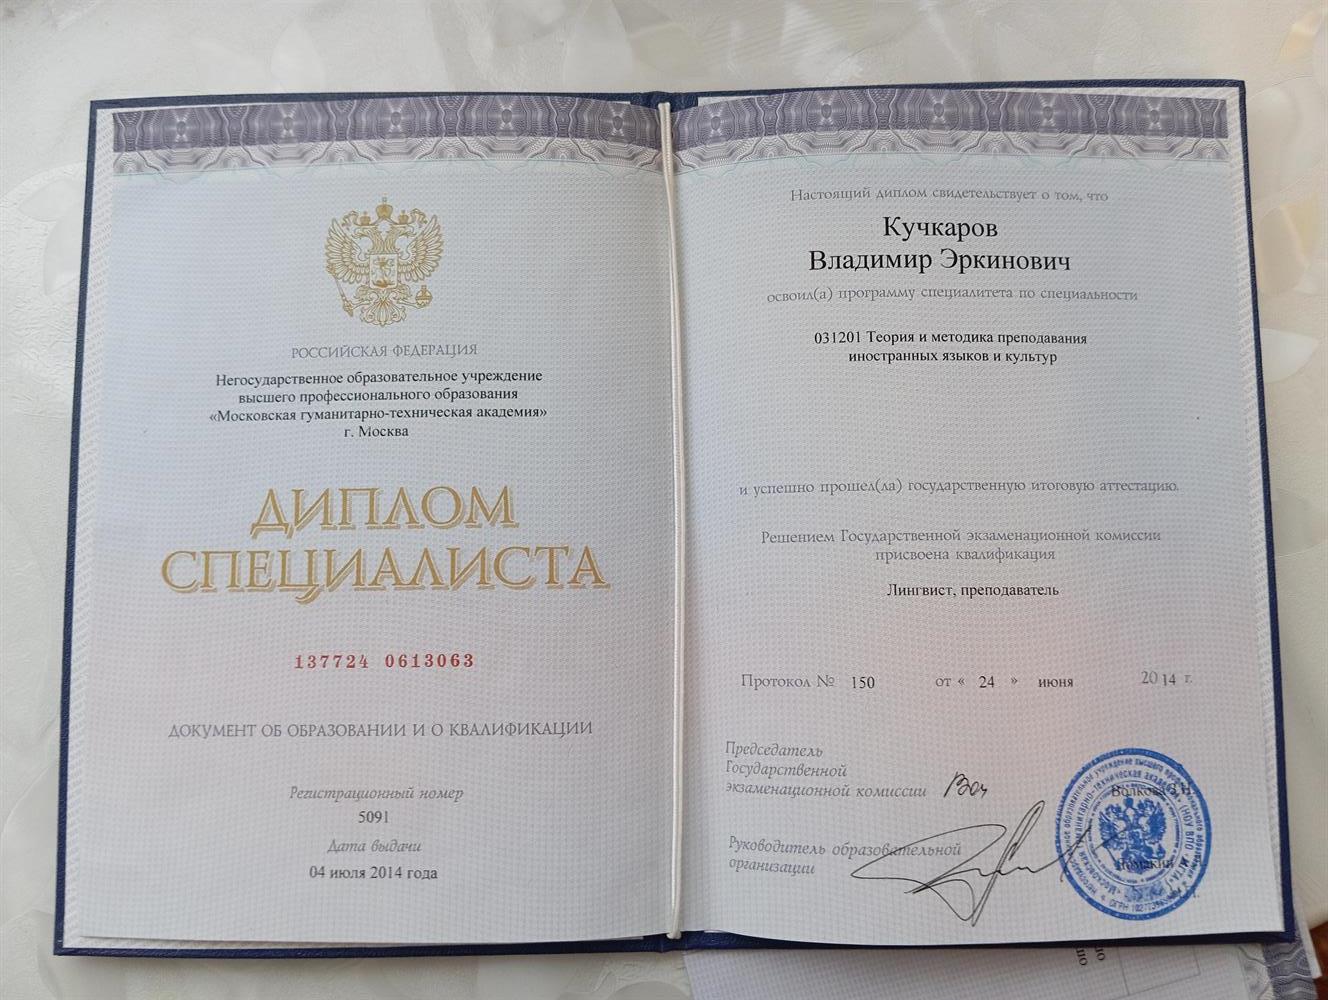 РОССИЙСКАЯ ФЕДЕРАЦИЯ
Негосударственное образовательное учреждение
высшего профессионального образования
«Московская гуманитарно-техническая академия»
г. Москва
ДИПЛОМ
СПЕЦИАЛИСТА
137724 0613063
ДОКУМЕНТ ОБ ОБРАЗОВАНИИ И О КВАЛИФИКАЦИИ
Регистрационный номер
5091
Дата выдачи
04 июля 2014 года
Настоящий диплом свидетельствует о том, что
Кучкаров
Владимир Эркинович
освоил(а) программу специалитета по специальности
031201 Теория и методика преподавания
иностранных языков и культур
и успешно прошел(ла) государственную итоговую аттестацию.
Решением Государственной экзаменационной комиссии
присвоена квалификация
Лингвист, преподаватель
Протокол № 150 от « 24 » июня 2014 г.
Председатель
Государственной
экзаменационной комиссии
Волкова З.Н.
Руководитель образовательной
организации